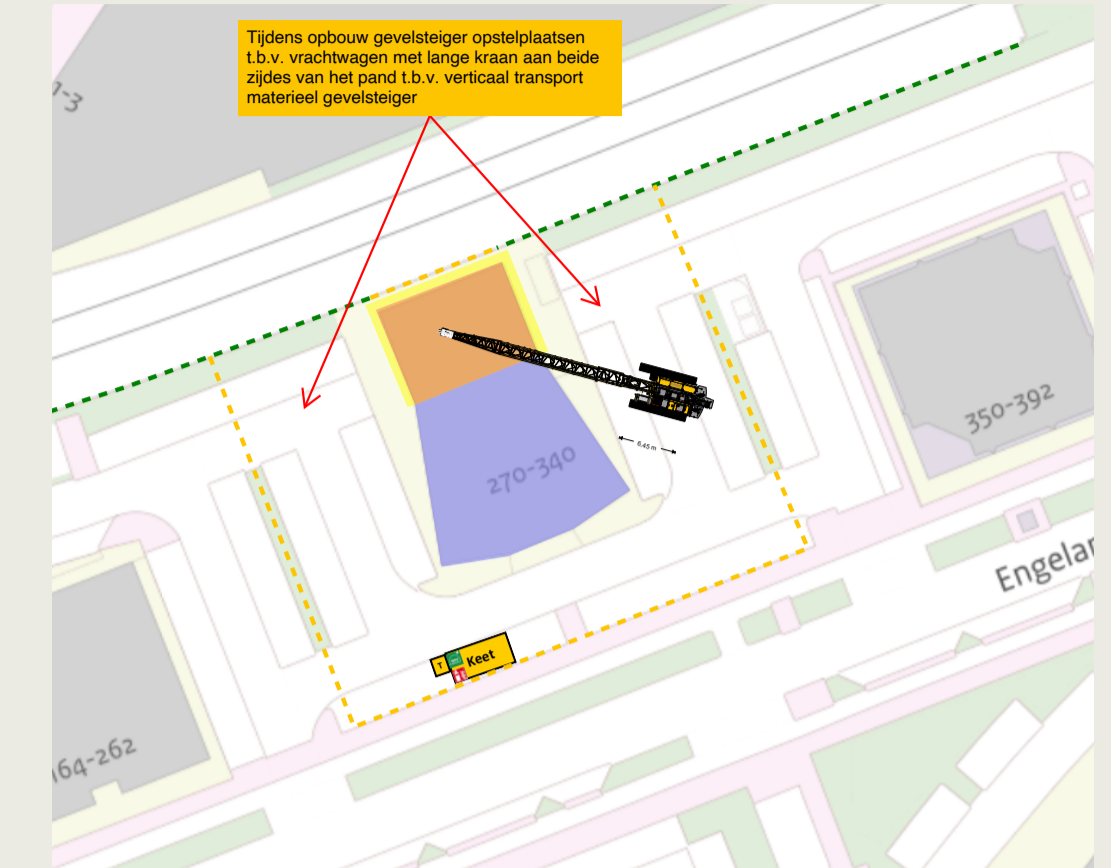 Tijdens opbouw gevelsteiger opstelplaatsen
t.b.v. vrachtwagen met lange kraan aan beide
zijdes van het pand t.b.v. verticaal transport
materieel gevelsteiger
1-3
350-392
270-340
6.45 m
Engelan
T
Keet
164-262